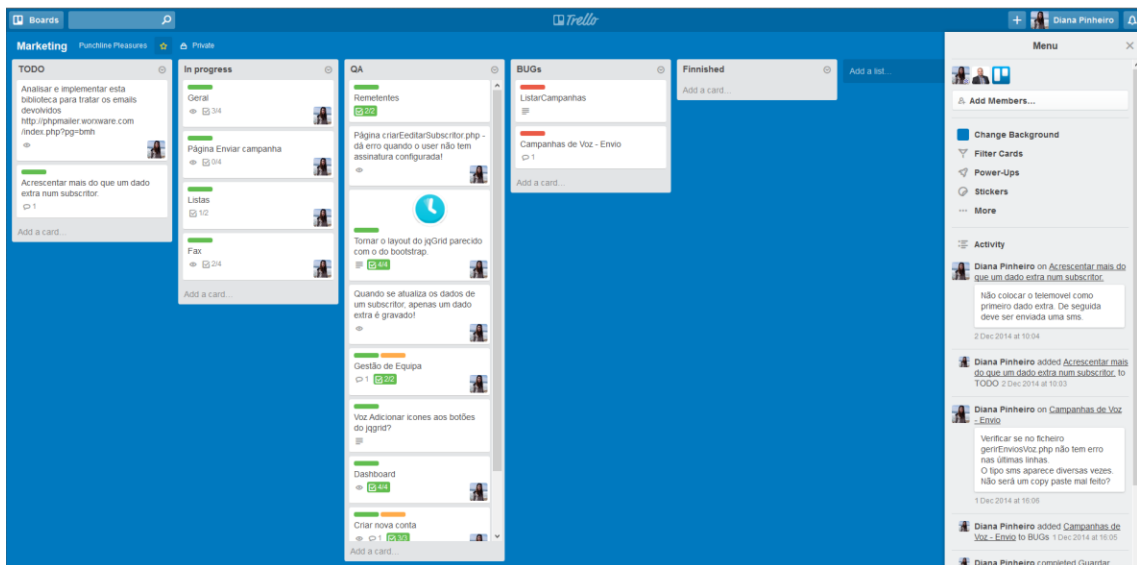 Boards
Trello
Diana Pinheiro
Marketing
Punchline Pleasures
Private
TODO
Analisar e implementar esta
biblioteca para tratar os emails
devolvidos
http://phpmailer.worxware.com
/index.php?pg=bmh
Acrescentar mais do que um dado
extra num subscritor.
1
Add a card...
In progress
Geral
3/4
Página Enviar campanha
0/4
Listas
1/2
Fax
2/4
Add a card...
QA
Remetentes
2/2
Página criarEeditarSubscritor.php -
dá erro quando o user não tem
assinatura configurada!
Tornar o layout do jqGrid parecido
com o do bootstrap.
4/4
Quando se atualiza os dados de
um subscritor, apenas um dado
extra é gravado!
Gestão de Equipa
1 2/2
Voz Adicionar icones aos botões
do jqgrid?
Dashboard
4/4
Criar nova conta
1 3/3
Add a card...
BUGs
ListarCampanhas
Campanhas de Voz - Envio
1
Add a card...
Finnished
Add a card...
Add a list...
Menu
Add Members...
Change Background
Filter Cards
Power-Ups
Stickers
More
Activity
Diana Pinheiro on Acrescentar mais do
que um dado extra num subscritor.
Não colocar o telemovel como
primeiro dado extra. De seguida
deve ser enviada uma sms.
2 Dec 2014 at 10:04
Diana Pinheiro added Acrescentar mais
do que um dado extra num subscritor. to
TODO 2 Dec 2014 at 10:03
Diana Pinheiro on Campanhas de Voz
- Envio
Verificar se no ficheiro
gerirEnviosVoz.php não tem erro
nas últimas linhas.
O tipo sms aparece diversas vezes.
Não será um copy paste mal feito?
1 Dec 2014 at 16:06
Diana Pinheiro added Campanhas de
Voz - Envio to BUGs 1 Dec 2014 at 16:05
Diana Pinheiro completed Guardar